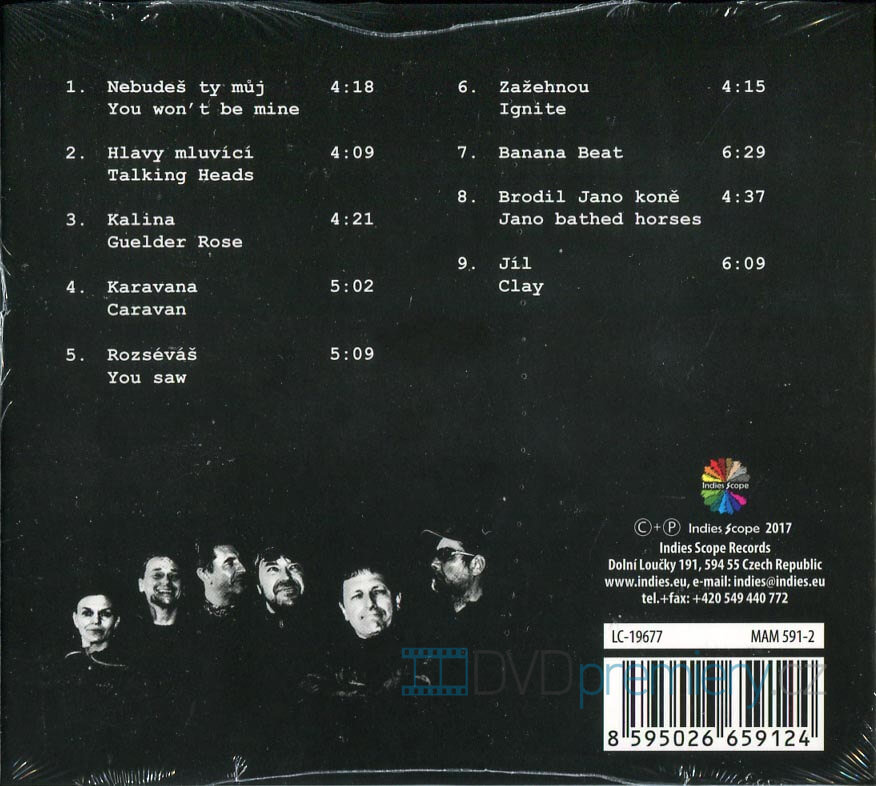 1. Nebudeš ty můj 4:18
You won't be mine
2. Hlavy mluvící 4:09
Talking Heads
3. Kalina 4:21
Guelder Rose
4. Karavana 5:02
Caravan
5. Rozséváš 5:09
You saw
6. Zažehnou 4:15
Ignite
7. Banana Beat 6:29
8. Brodil Jano koně 4:37
Jano bathed horses
9. Jíl 6:09
Clay
Indies Scope
Ⓒ+Ⓟ Indies Scope 2017
Indies Scope Records
Dolní Loučky 191, 594 55 Czech Republic
www.indies.eu, e-mail: indies@indies.eu
tel.+fax: +420 549 440 772
LC-19677 MAM 591-2
DVDpremiery.cz
8 595026 659124